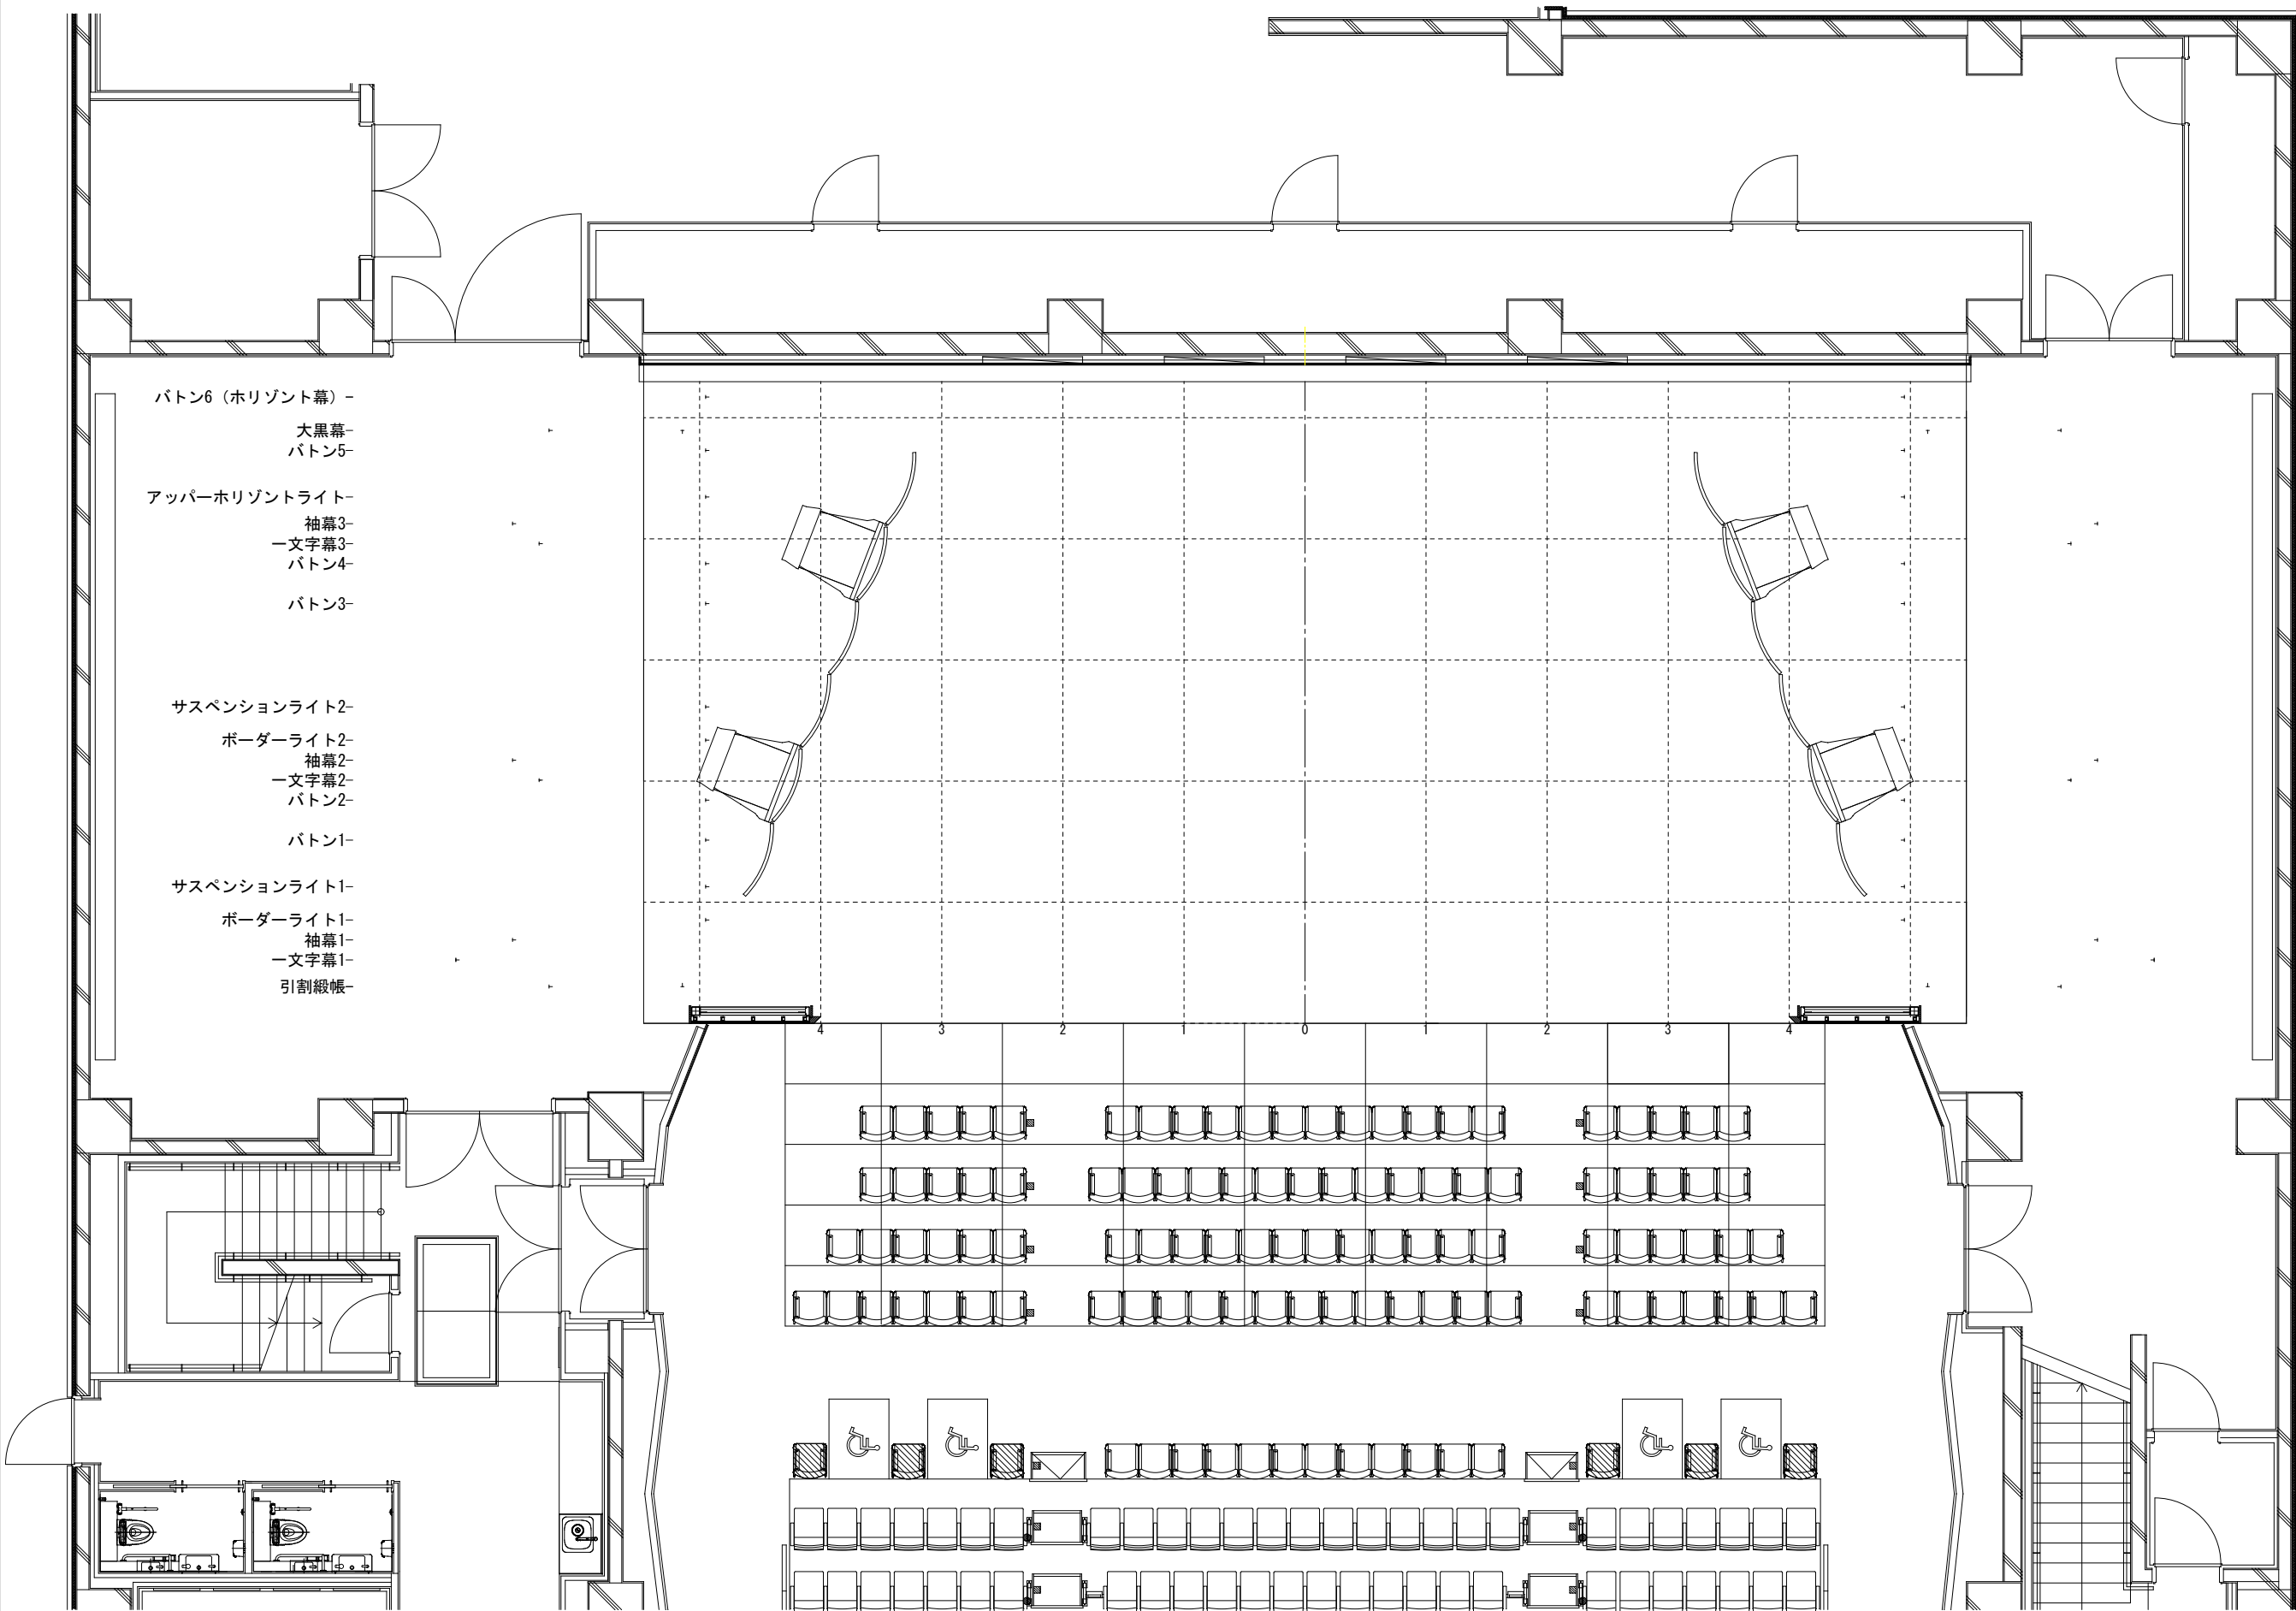 バトン6（ホリゾント幕）-
大黒幕-
バトン5-
アッパーホリゾントライト-
袖幕3-
一文字幕3-
バトン4-
バトン3-
サスペンションライト2-
ボーダーライト2-
袖幕2-
一文字幕2-
バトン2-
バトン1-
サスペンションライト1-
ボーダーライト1-
袖幕1-
一文字幕1-
引割緞帳-
4 3 2 1 0 1 2 3 4